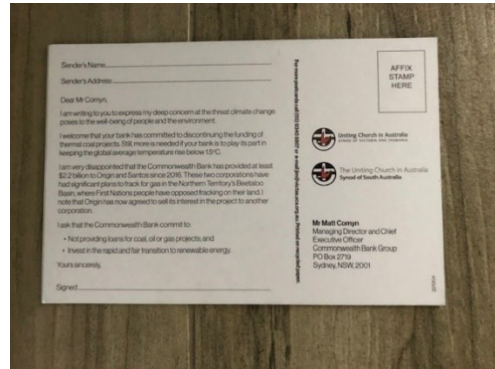 Sender's Name
Sender's Address
Dear Mr Comyn,
I am writing to you to express my deep concern at the threat climate change
poses to the well-being of people and the environment.
I welcome that your bank has committed to discontinuing the funding of
thermal coal projects. Still, more is needed if your bank is to play its part in
keeping the global average temperature rise below 1.5°C.
I am very disappointed that the Commonwealth Bank has provided at least
$2.2 billion to Origin and Santos since 2016. These two corporations have
had significant plans to frack for gas in the Northern Territory's Beetaloo
Basin, where First Nations people have opposed fracking on their land. I
note that Origin has now agreed to sell its interest in the project to another
corporation.
I ask that the Commonwealth Bank commit to:
• Not providing loans for coal, oil or gas projects, and
• Invest in the rapid and fair transition to renewable energy.
Yours sincerely,
Signed
AFFIX
STAMP
HERE
Uniting Church in Australia
SYNOD OF VICTORIA AND TASMANIA
The Uniting Church in Australia
Synod of South Australia
Mr Matt Comyn
Managing Director and Chief
Executive Officer
Commonwealth Bank Group
PO Box 2719
Sydney, NSW, 2001